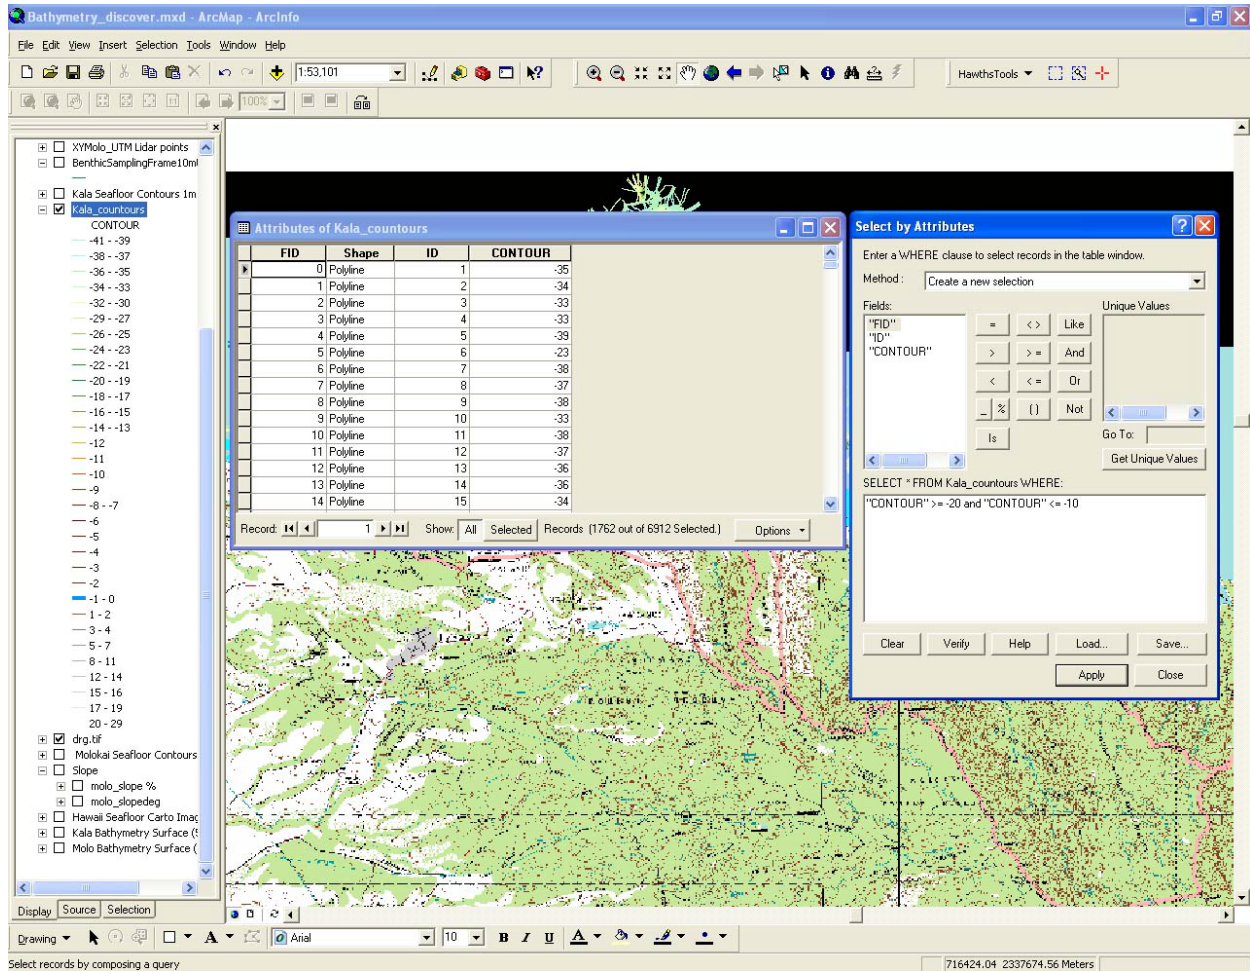 Bathymetry_discover.mxd - ArcMap - ArcInfo
File Edit View Insert Selection Tools Window Help
1:53,101
HawthsTools
100%
XYMolo_UTM Lidar points
BenthicSamplingFrame10m
Kala Seafloor Contours 1m
Kala_countours
CONTOUR
-41 - -39
-38 - -37
-36 - -35
-34 - -33
-32 - -30
-29 - -27
-26 - -25
-24 - -23
-22 - -21
-20 - -19
-18 - -17
-16 - -15
-14 - -13
-12
-11
-10
-9
-8 - -7
-6
-5
-4
-3
-2
-1 - 0
1 - 2
3 - 4
5 - 7
8 - 11
12 - 14
15 - 16
17 - 19
20 - 29
drg.tif
Molokai Seafloor Contours
Slope
molo_slope %
molo_slopedeg
Hawaii Seafloor Carto Imag
Kala Bathymetry Surface (5
Molo Bathymetry Surface (
Display Source Selection
Attributes of Kala_countours
FID Shape ID CONTOUR
0 Polyline 1 -35
1 Polyline 2 -34
2 Polyline 3 -33
3 Polyline 4 -33
4 Polyline 5 -39
5 Polyline 6 -23
6 Polyline 7 -38
7 Polyline 8 -37
8 Polyline 9 -38
9 Polyline 10 -33
10 Polyline 11 -38
11 Polyline 12 -37
12 Polyline 13 -36
13 Polyline 14 -36
14 Polyline 15 -34
Record: 1 Show: All Selected Records (1762 out of 6912 Selected.) Options
Select by Attributes
Enter a WHERE clause to select records in the table window.
Method : Create a new selection
Fields: Unique Values
"FID"
"ID"
"CONTOUR"
= < > Like
> > = And
< < = Or
_ % ( ) Not
Is
Go To:
Get Unique Values
SELECT * FROM Kala_countours WHERE:
"CONTOUR" >= -20 and "CONTOUR" <= -10
Clear Verify Help Load... Save...
Apply Close
Drawing A Arial 10 B I U A
Select records by composing a query
716424.04 2337674.56 Meters